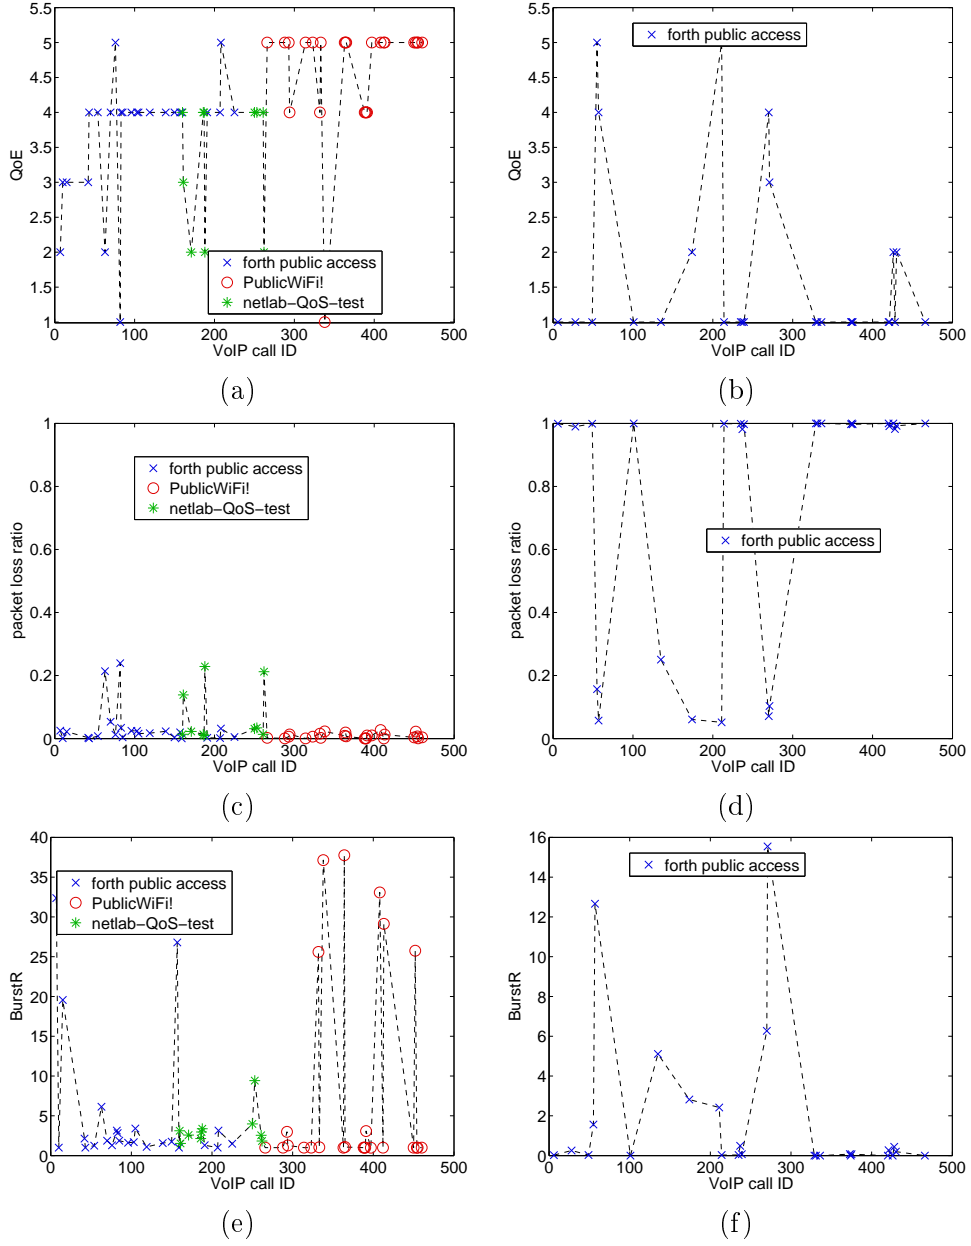 5.5
5
4.5
4
3.5
3
2.5
2
1.5
1
0 100 200 300 400 500
QoE
VoIP call ID
forth public access
PublicWiFi!
netlab-QoS-test
(a)
5.5
5
4.5
4
3.5
3
2.5
2
1.5
1
0 100 200 300 400 500
QoE
VoIP call ID
forth public access
(b)
1
0.8
0.6
0.4
0.2
0
0 100 200 300 400 500
packet loss ratio
VoIP call ID
forth public access
PublicWiFi!
netlab-QoS-test
(c)
1
0.8
0.6
0.4
0.2
0
0 100 200 300 400 500
packet loss ratio
VoIP call ID
forth public access
(d)
40
35
30
25
20
15
10
5
0
0 100 200 300 400 500
BurstR
VoIP call ID
forth public access
PublicWiFi!
netlab-QoS-test
(e)
16
14
12
10
8
6
4
2
0
0 100 200 300 400 500
BurstR
VoIP call ID
forth public access
(f)